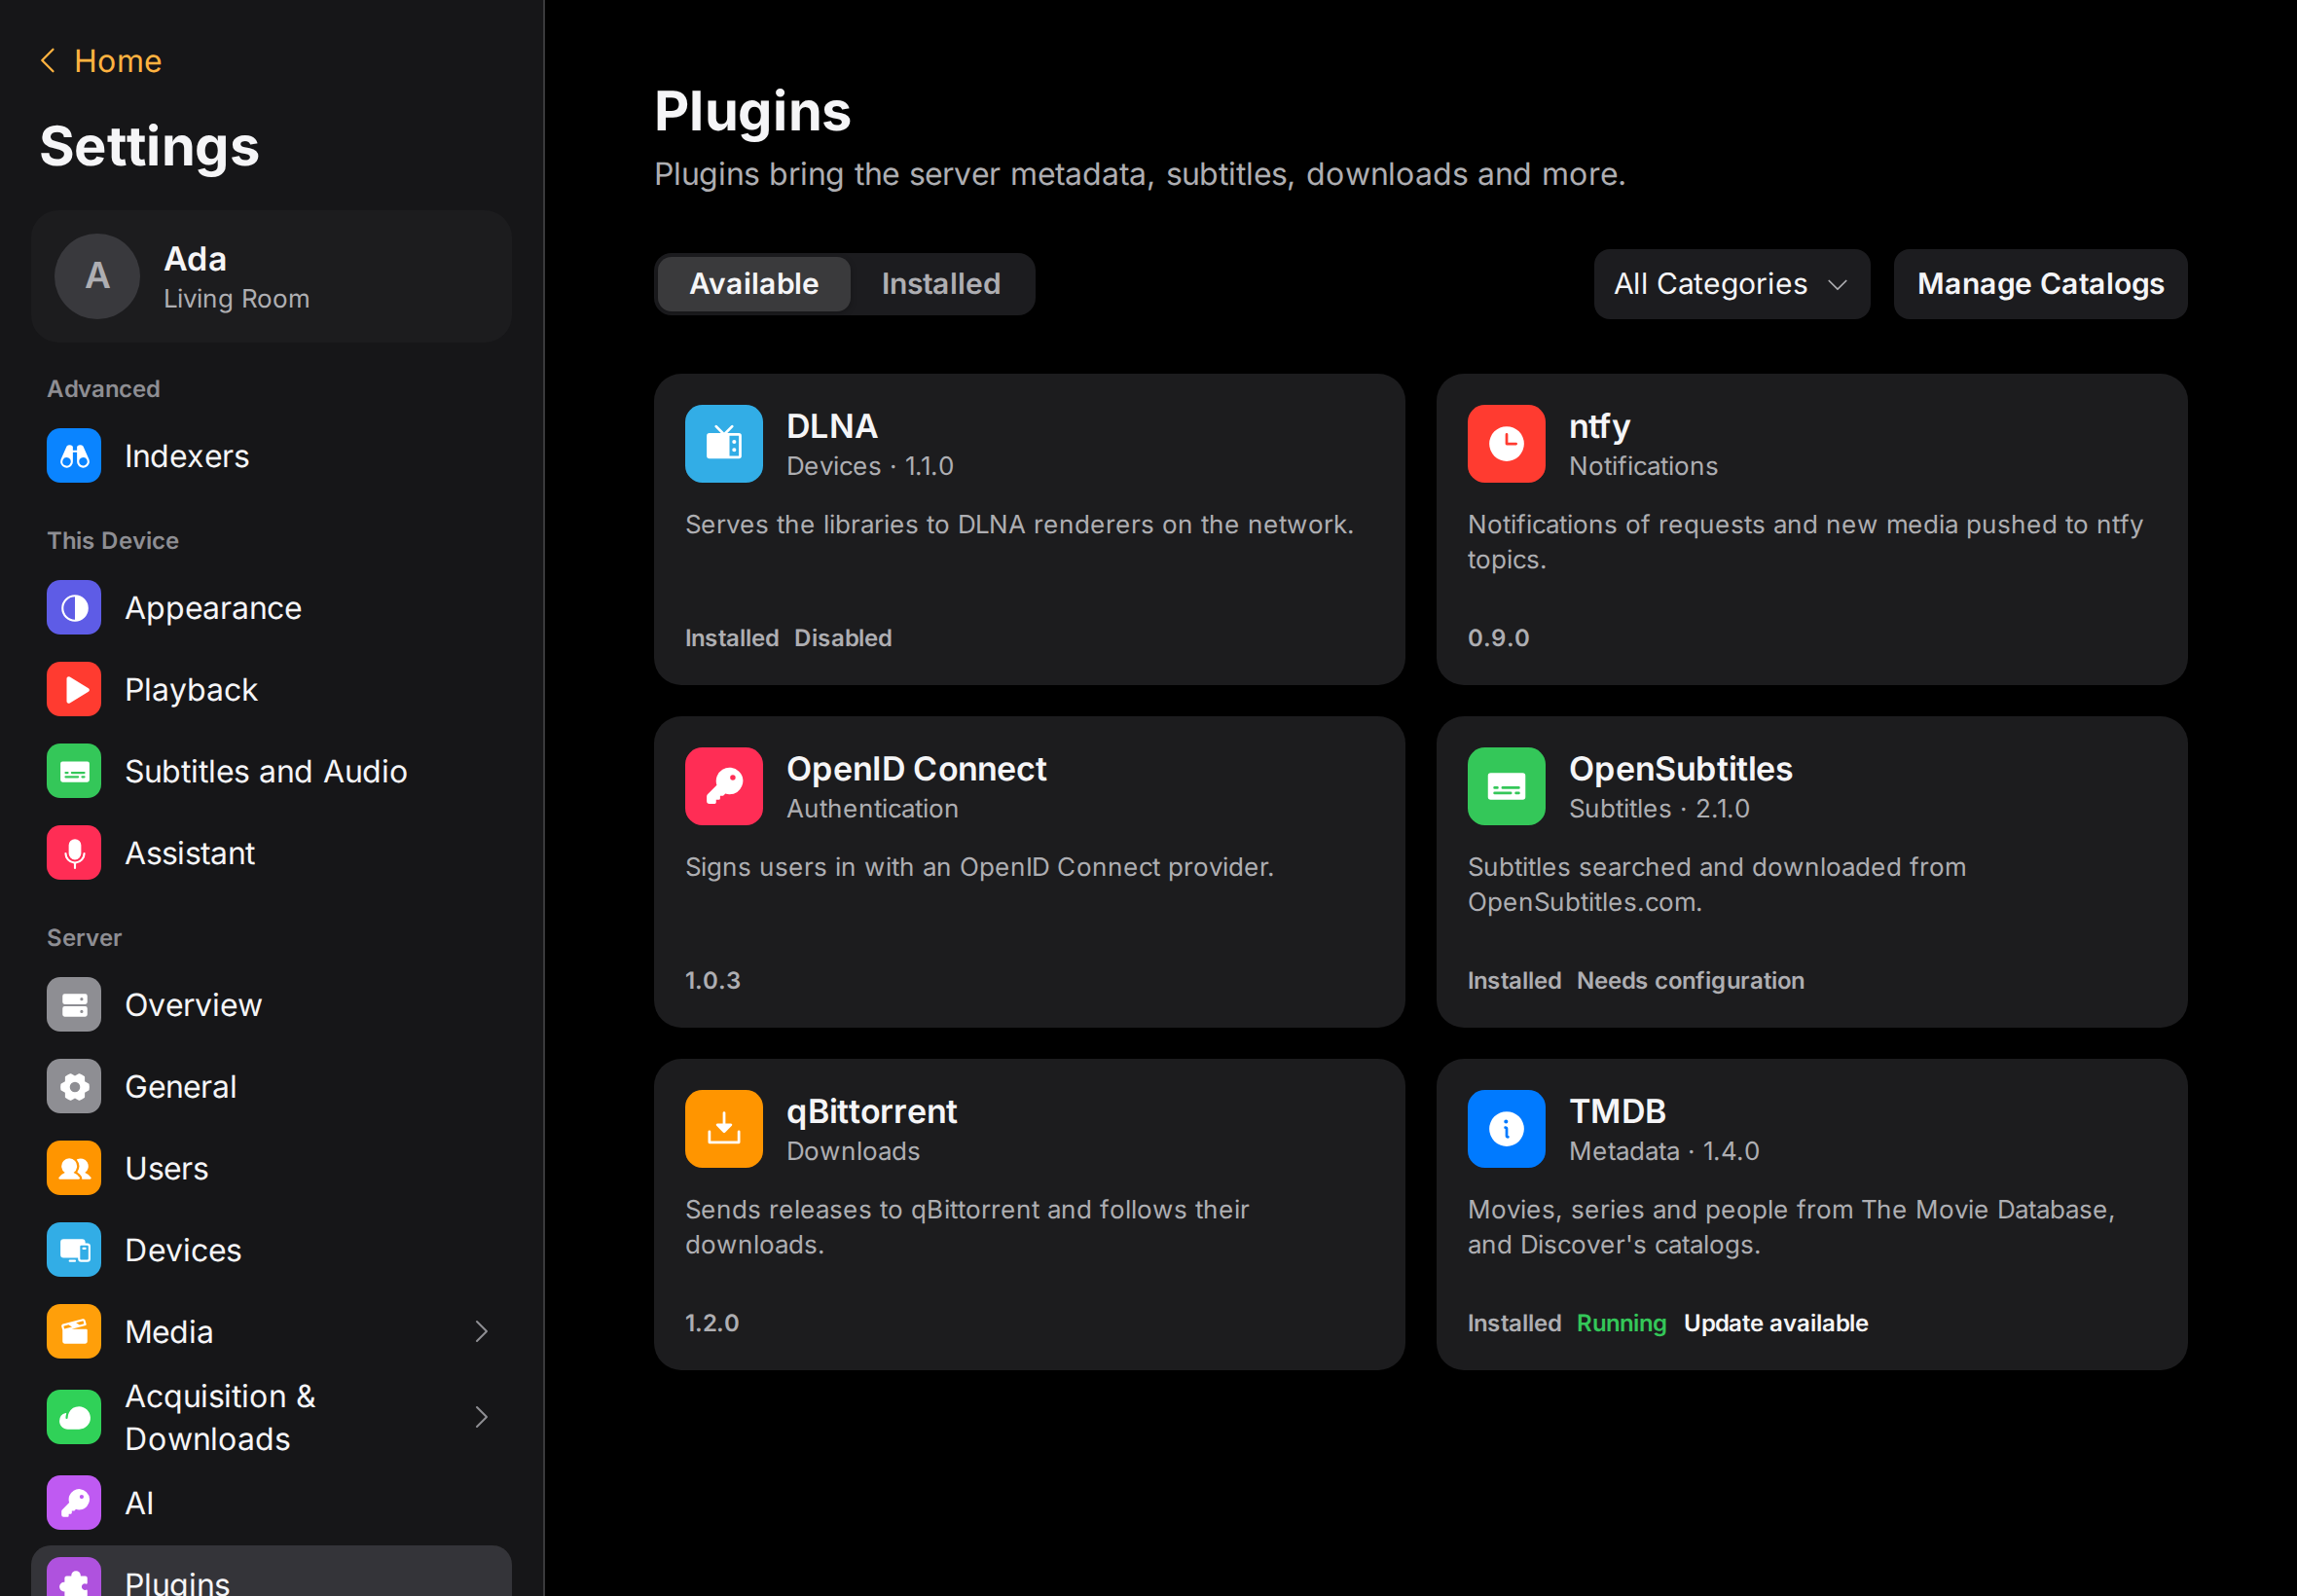 Home
Settings
A
Ada
Living Room
Advanced
Indexers
This Device
Appearance
Playback
Subtitles and Audio
Assistant
Server
Overview
General
Users
Devices
Media
Acquisition &
Downloads
AI
Plugins
Plugins
Plugins bring the server metadata, subtitles, downloads and more.
Available Installed
All Categories Manage Catalogs
DLNA
Devices · 1.1.0
Serves the libraries to DLNA renderers on the network.
Installed Disabled
ntfy
Notifications
Notifications of requests and new media pushed to ntfy
topics.
0.9.0
OpenID Connect
Authentication
Signs users in with an OpenID Connect provider.
1.0.3
OpenSubtitles
Subtitles · 2.1.0
Subtitles searched and downloaded from
OpenSubtitles.com.
Installed Needs configuration
qBittorrent
Downloads
Sends releases to qBittorrent and follows their
downloads.
1.2.0
TMDB
Metadata · 1.4.0
Movies, series and people from The Movie Database,
and Discover's catalogs.
Installed Running Update available